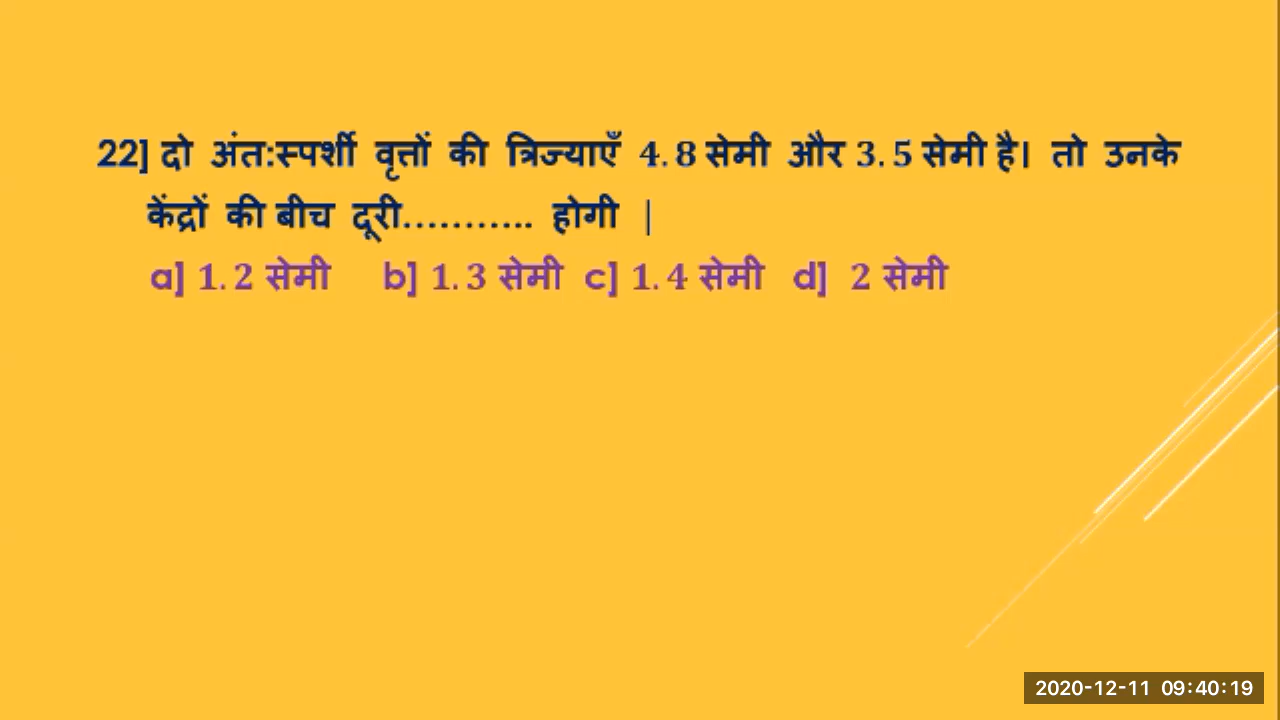 22] दो अंत:स्पर्शी वृत्तों की त्रिज्याएँ 4.8 सेमी और 3.5 सेमी है। तो उनके
केंद्रों की बीच दूरी........... होगी |
a] 1.2 सेमी b] 1.3 सेमी c] 1.4 सेमी d] 2 सेमी
2020-12-11 09:40:19